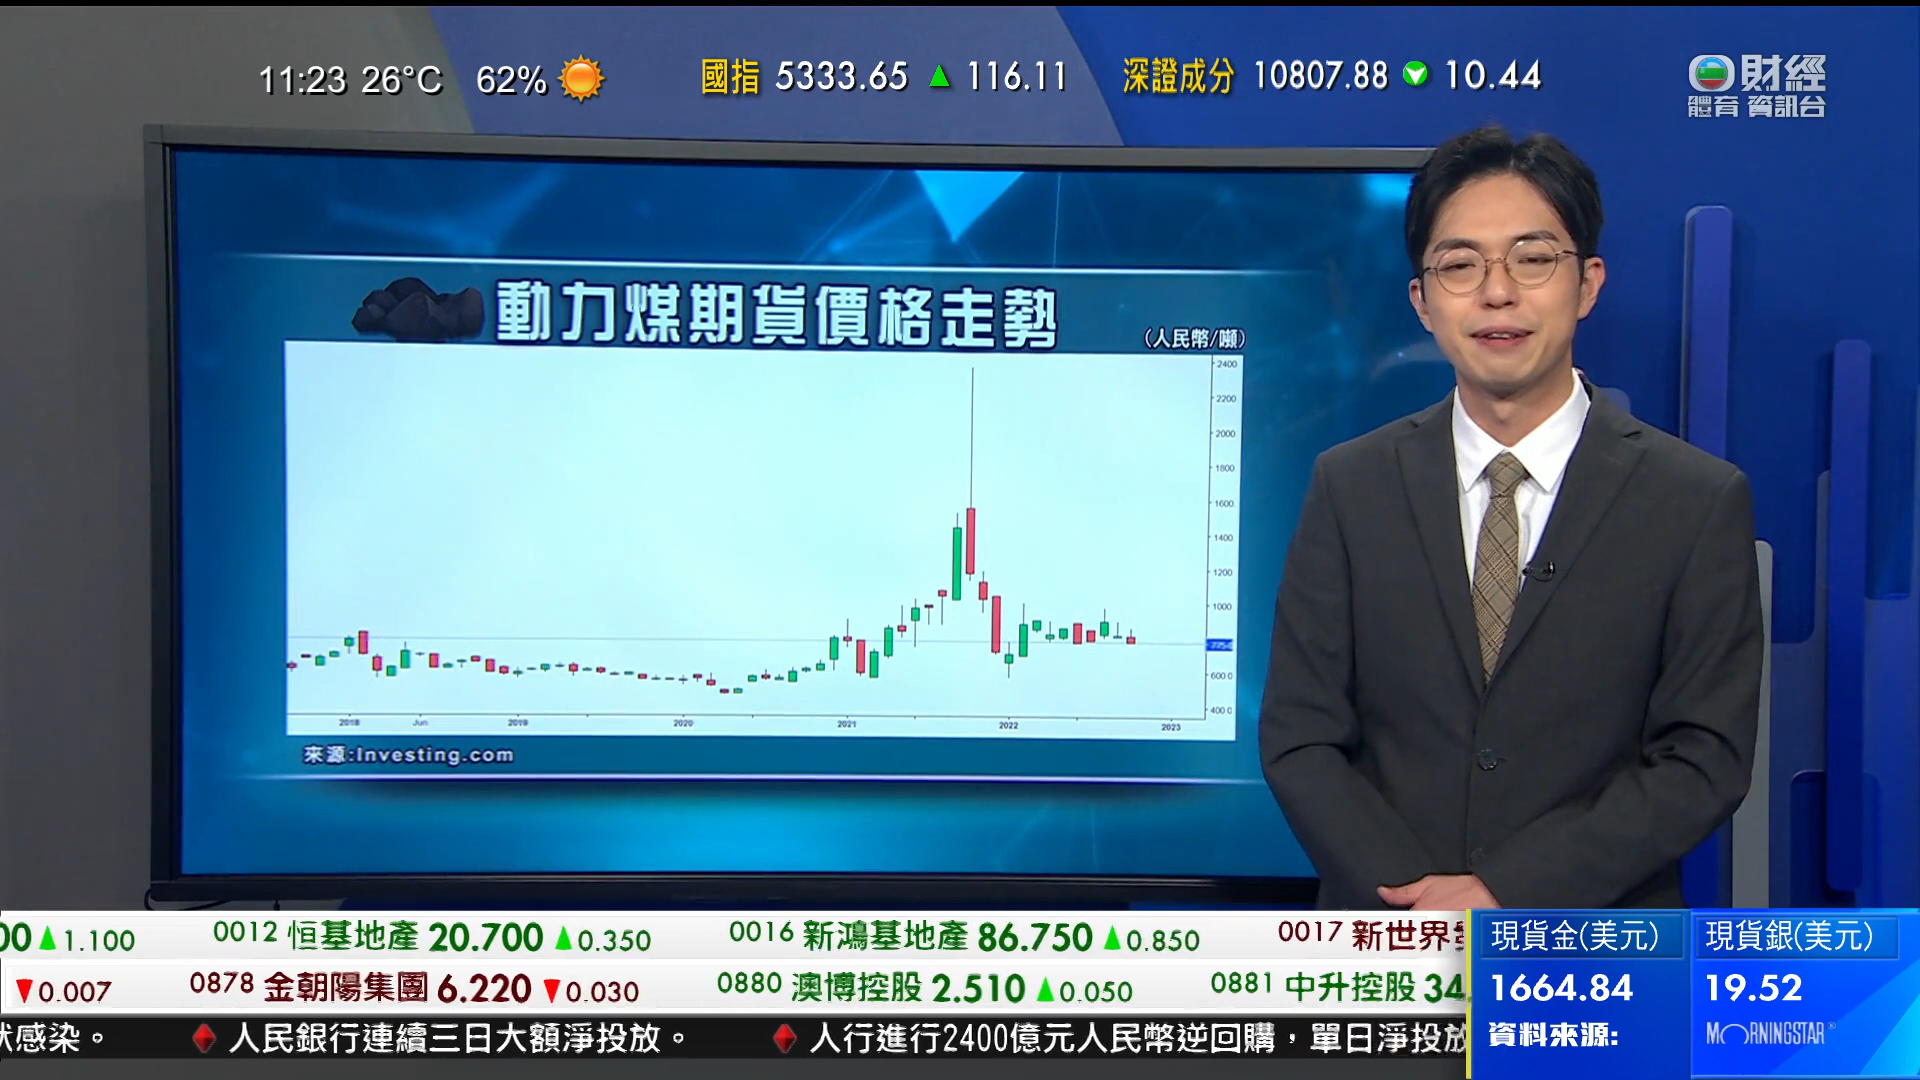 11:23 26°C 62%
國指 5333.65 ▲ 116.11 深證成分 10807.88 ▼ 10.44
財經
體育 資訊台
動力煤期貨價格走勢
(人民幣/噸)
2400
2200
2000
1800
1600
1400
1200
1000
600.0
400.0
2018 Jun 2019 2020 2021 2022 2023
來源:Investing.com
00 ▲ 1.100 0012 恒基地產 20.700 ▲ 0.350 0016 新鴻基地產 86.750 ▲ 0.850 0017 新世界
▼ 0.007 0878 金朝陽集團 6.220 ▼ 0.030 0880 澳博控股 2.510 ▲ 0.050 0881 中升控股 34
狀感染。 ◆ 人民銀行連續三日大額淨投放。 ◆ 人行進行2400億元人民幣逆回購，單日淨投放
現貨金(美元)
1664.84
資料來源:
現貨銀(美元)
19.52
MORNINGSTAR®